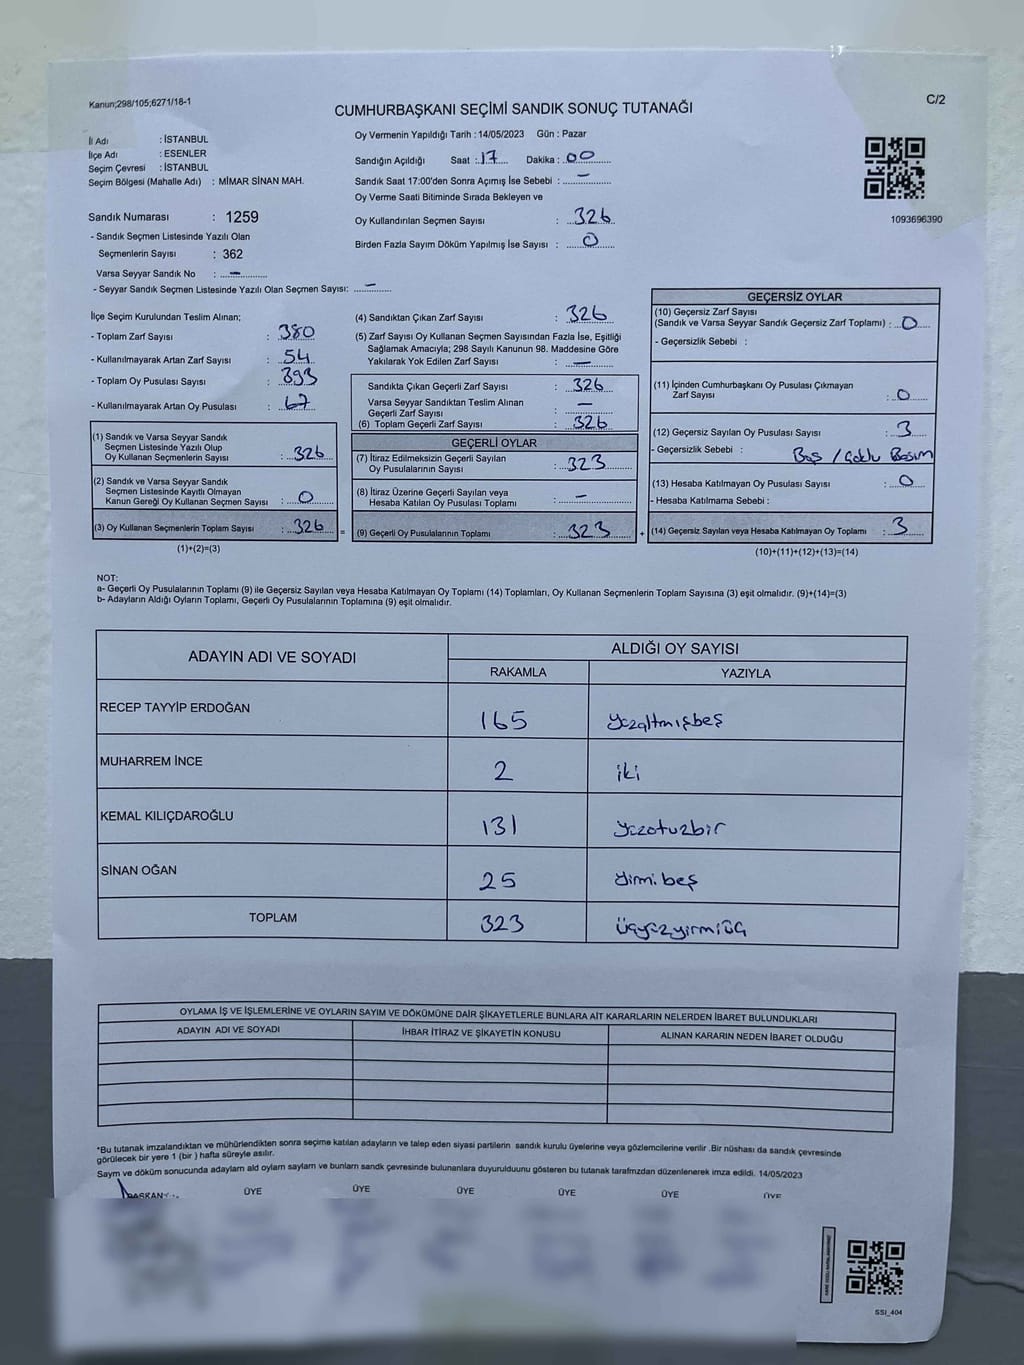 Kanun;298/105;6271/18-1
CUMHURBAŞKANI SEÇİMİ SANDIK SONUÇ TUTANAĞI
C/2
İl Adı : İSTANBUL
İlçe Adı : ESENLER
Seçim Çevresi : İSTANBUL
Seçim Bölgesi (Mahalle Adı) : MİMAR SİNAN MAH.
Sandık Numarası : 1259
- Sandık Seçmen Listesinde Yazılı Olan
Seçmenlerin Sayısı : 362
Varsa Seyyar Sandık No : –
- Seyyar Sandık Seçmen Listesinde Yazılı Olan Seçmen Sayısı: –
Oy Vermenin Yapıldığı Tarih : 14/05/2023 Gün : Pazar
Sandığın Açıldığı Saat : 17 Dakika : 00
Sandık Saat 17:00'den Sonra Açımış İse Sebebi : –
Oy Verme Saati Bitiminde Sırada Bekleyen ve
Oy Kullandırılan Seçmen Sayısı : 326
Birden Fazla Sayım Döküm Yapılmış İse Sayısı : 0
1093696390
İlçe Seçim Kurulundan Teslim Alınan;
- Toplam Zarf Sayısı : 380
- Kullanılmayarak Artan Zarf Sayısı : 54
- Toplam Oy Pusulası Sayısı : 393
- Kullanılmayarak Artan Oy Pusulası : 67
(1) Sandık ve Varsa Seyyar Sandık
Seçmen Listesinde Yazılı Olup
Oy Kullanan Seçmenlerin Sayısı : 326
(2) Sandık ve Varsa Seyyar Sandık
Seçmen Listesinde Kayıtlı Olmayan
Kanun Gereği Oy Kullanan Seçmen Sayısı : 0
(3) Oy Kullanan Seçmenlerin Toplam Sayısı : 326
(1)+(2)=(3)
=
(4) Sandıktan Çıkan Zarf Sayısı : 326
(5) Zarf Sayısı Oy Kullanan Seçmen Sayısından Fazla İse, Eşitliği
Sağlamak Amacıyla; 298 Sayılı Kanunun 98. Maddesine Göre
Yakılarak Yok Edilen Zarf Sayısı : –
Sandıkta Çıkan Geçerli Zarf Sayısı : 326
Varsa Seyyar Sandıktan Teslim Alınan
Geçerli Zarf Sayısı : –
(6) Toplam Geçerli Zarf Sayısı : 326
GEÇERLİ OYLAR
(7) İtiraz Edilmeksizin Geçerli Sayılan
Oy Pusulalarının Sayısı : 323
(8) İtiraz Üzerine Geçerli Sayılan veya
Hesaba Katılan Oy Pusulası Toplamı : –
(9) Geçerli Oy Pusulalarının Toplamı : 323
+
GEÇERSİZ OYLAR
(10) Geçersiz Zarf Sayısı
(Sandık ve Varsa Seyyar Sandık Geçersiz Zarf Toplamı) : 0
- Geçersizlik Sebebi :
(11) İçinden Cumhurbaşkanı Oy Pusulası Çıkmayan
Zarf Sayısı : 0
(12) Geçersiz Sayılan Oy Pusulası Sayısı : 3
- Geçersizlik Sebebi : Boş / Çoklu Basım
(13) Hesaba Katılmayan Oy Pusulası Sayısı : 0
- Hesaba Katılmama Sebebi :
(14) Geçersiz Sayılan veya Hesaba Katılmayan Oy Toplamı : 3
(10)+(11)+(12)+(13)=(14)
NOT:
a- Geçerli Oy Pusulalarının Toplamı (9) ile Geçersiz Sayılan veya Hesaba Katılmayan Oy Toplamı (14) Toplamları, Oy Kullanan Seçmenlerin Toplam Sayısına (3) eşit olmalıdır. (9)+(14)=(3)
b- Adayların Aldığı Oyların Toplamı, Geçerli Oy Pusulalarının Toplamına (9) eşit olmalıdır.
ADAYIN ADI VE SOYADI
ALDIĞI OY SAYISI
RAKAMLA YAZIYLA
RECEP TAYYİP ERDOĞAN 165 yüzaltmışbeş
MUHARREM İNCE 2 iki
KEMAL KILIÇDAROĞLU 131 yüzotuzbir
SİNAN OĞAN 25 yirmi beş
TOPLAM 323 üçyüzyirmiüç
OYLAMA İŞ VE İŞLEMLERİNE VE OYLARIN SAYIM VE DÖKÜMÜNE DAİR ŞİKAYETLERLE BUNLARA AİT KARARLARIN NELERDEN İBARET BULUNDUKLARI
ADAYIN ADI VE SOYADI İHBAR İTİRAZ VE ŞİKAYETİN KONUSU ALINAN KARARIN NEDEN İBARET OLDUĞU
*Bu tutanak imzalandıktan ve mühürlendikten sonra seçime katılan adayların ve talep eden siyasi partilerin sandık kurulu üyelerine veya gözlemcilerine verilir .Bir nüshası da sandık çevresinde
görülecek bir yere 1 (bir ) hafta süreyle asılır.
Sayım ve döküm sonucunda adaylarn ald oylarn saylarn ve bunlarn sandk çevresinde bulunanlara duyurulduunu gösteren bu tutanak tarafmzdan düzenlenerek imza edildi. 14/05/2023
BAŞKAN ÜYE ÜYE ÜYE ÜYE ÜYE ÜYE
SSI_404